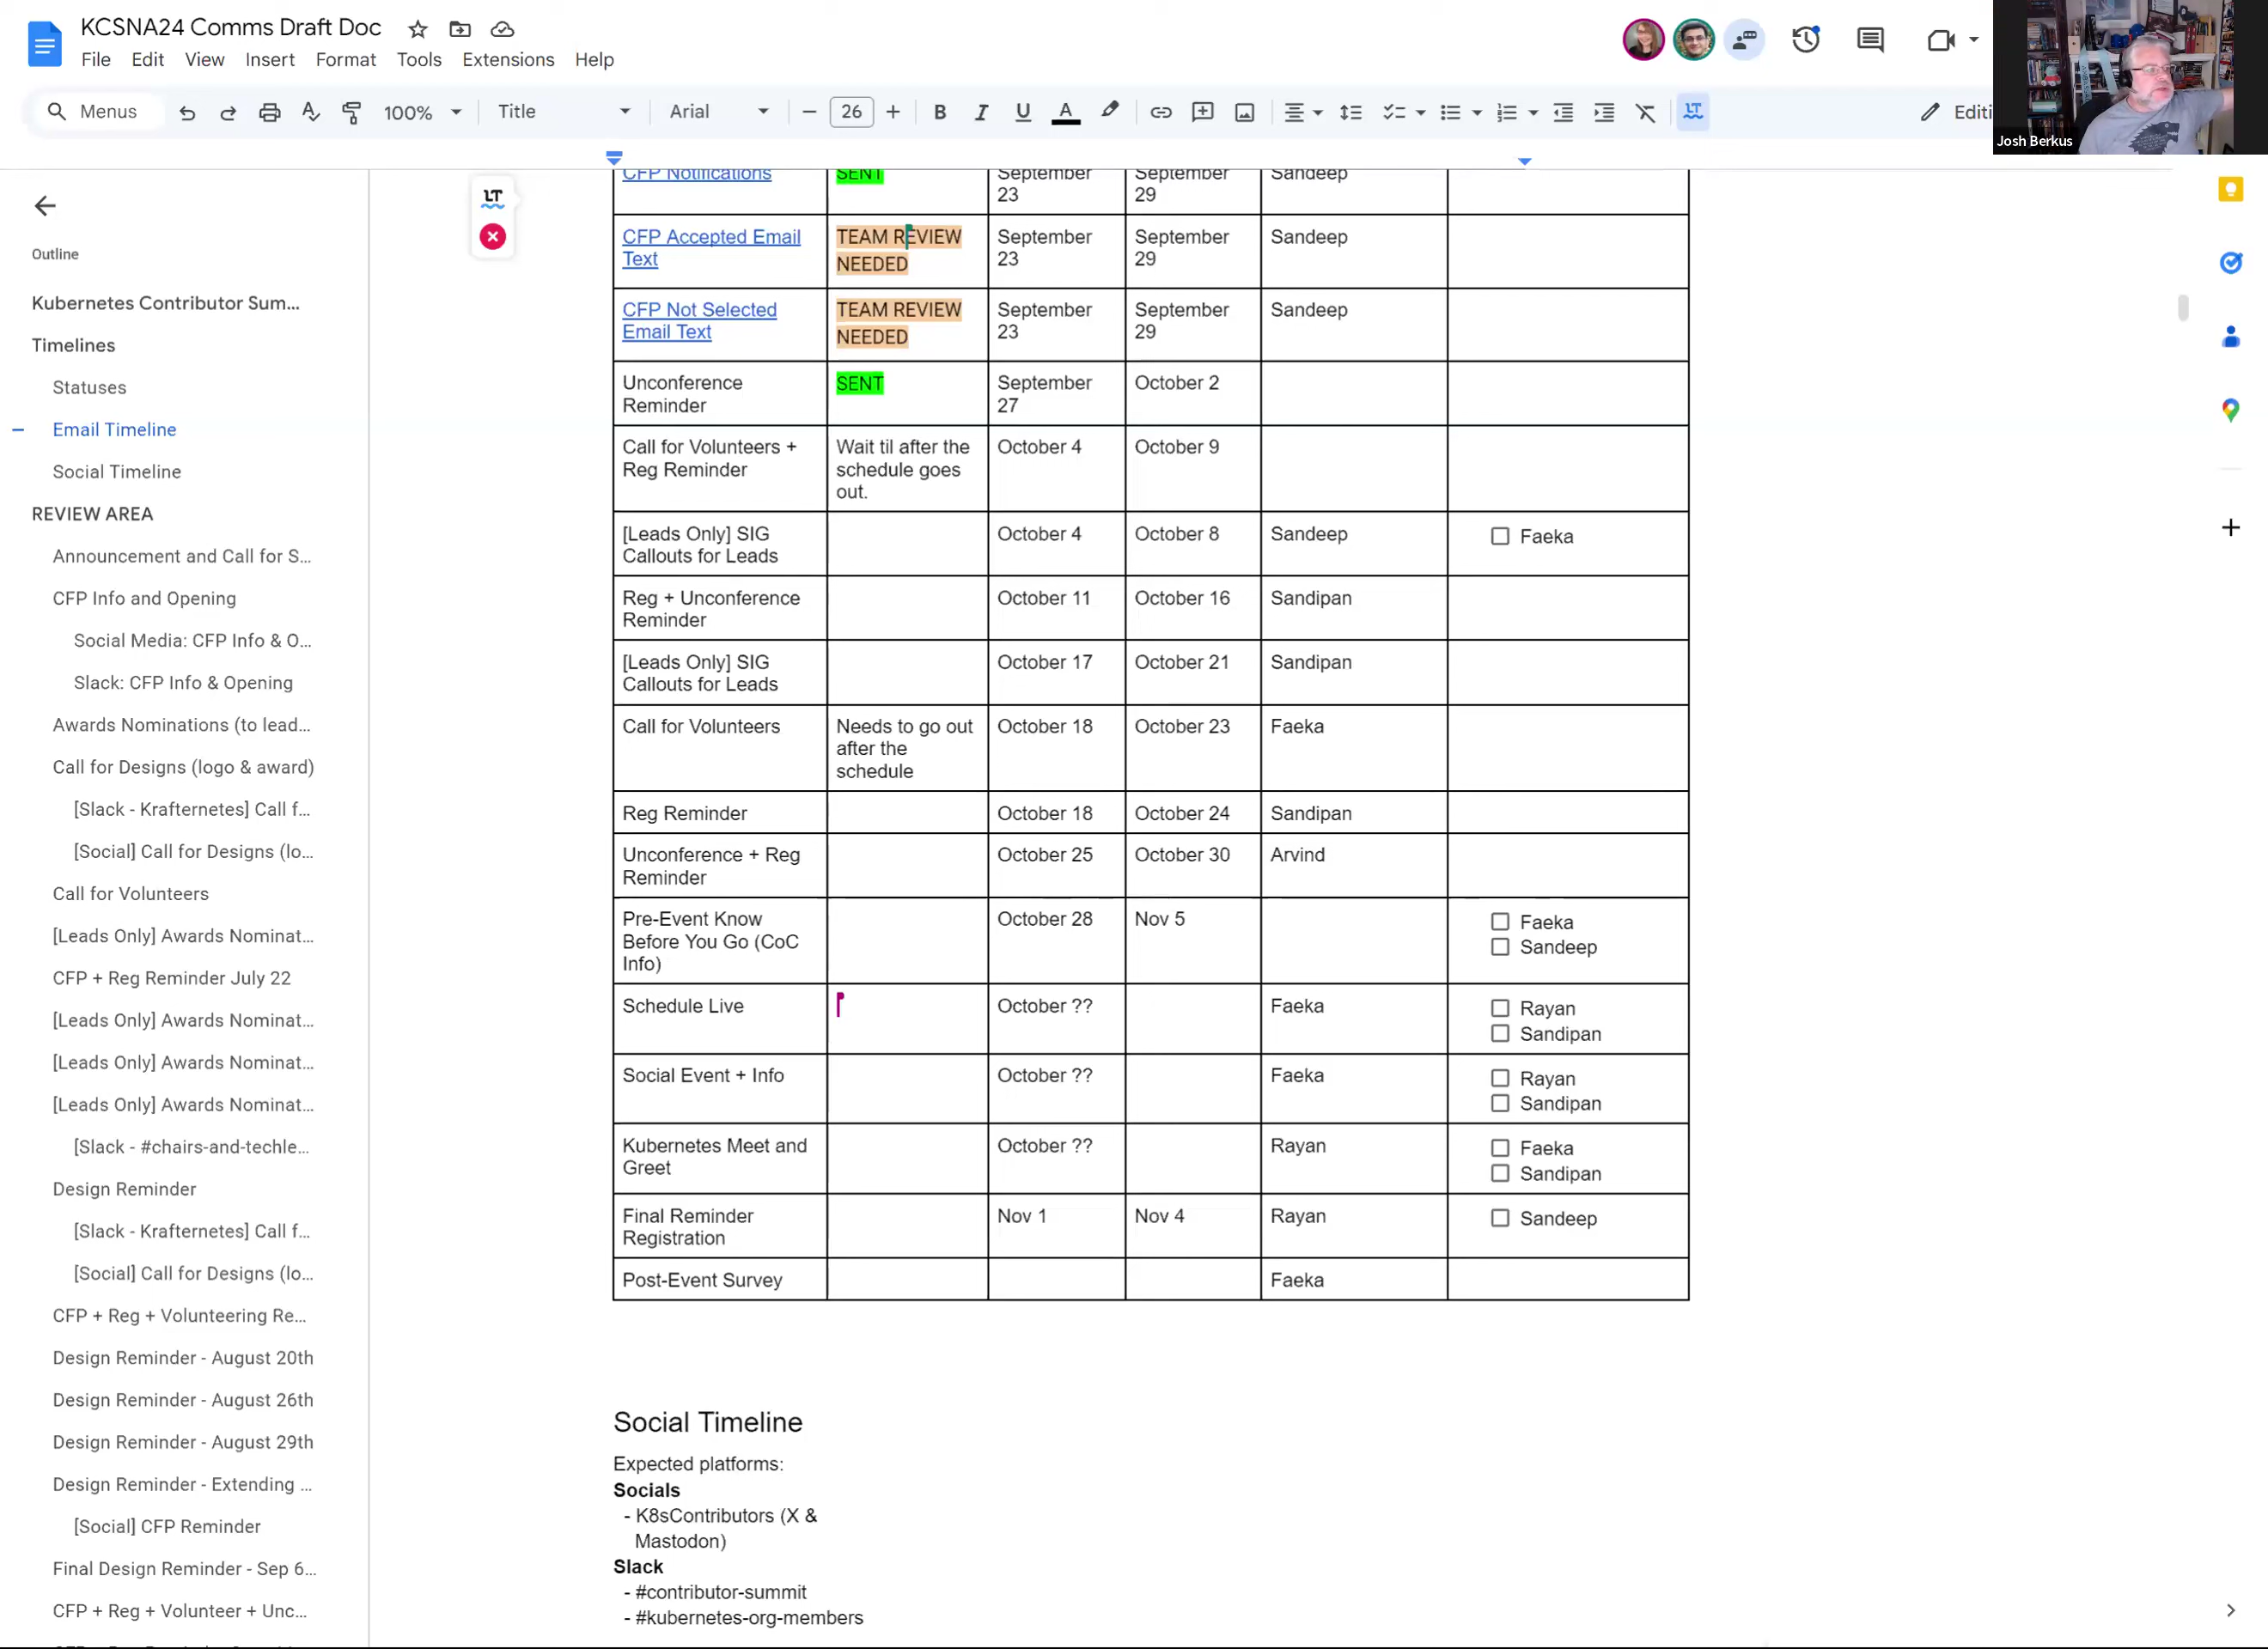 KCSNA24 Comms Draft Doc
File Edit View Insert Format Tools Extensions Help
Menus 100% Title Arial 26 B I U A Editi
Josh Berkus
LT
Outline
Kubernetes Contributor Sum...
Timelines
Statuses
Email Timeline
Social Timeline
REVIEW AREA
Announcement and Call for S...
CFP Info and Opening
Social Media: CFP Info & O...
Slack: CFP Info & Opening
Awards Nominations (to lead...
Call for Designs (logo & award)
[Slack - Krafternetes] Call f...
[Social] Call for Designs (lo...
Call for Volunteers
[Leads Only] Awards Nominat...
CFP + Reg Reminder July 22
[Leads Only] Awards Nominat...
[Leads Only] Awards Nominat...
[Leads Only] Awards Nominat...
[Slack - #chairs-and-techle...
Design Reminder
[Slack - Krafternetes] Call f...
[Social] Call for Designs (lo...
CFP + Reg + Volunteering Re...
Design Reminder - August 20th
Design Reminder - August 26th
Design Reminder - August 29th
Design Reminder - Extending ...
[Social] CFP Reminder
Final Design Reminder - Sep 6...
CFP + Reg + Volunteer + Unc...
CFP Notifications SENT September September Sandeep
23 29
CFP Accepted Email TEAM REVIEW September September Sandeep
Text NEEDED 23 29
CFP Not Selected TEAM REVIEW September September Sandeep
Email Text NEEDED 23 29
Unconference SENT September October 2
Reminder 27
Call for Volunteers + Wait til after the October 4 October 9
Reg Reminder schedule goes
out.
[Leads Only] SIG October 4 October 8 Sandeep Faeka
Callouts for Leads
Reg + Unconference October 11 October 16 Sandipan
Reminder
[Leads Only] SIG October 17 October 21 Sandipan
Callouts for Leads
Call for Volunteers Needs to go out October 18 October 23 Faeka
after the
schedule
Reg Reminder October 18 October 24 Sandipan
Unconference + Reg October 25 October 30 Arvind
Reminder
Pre-Event Know October 28 Nov 5 Faeka
Before You Go (CoC Sandeep
Info)
Schedule Live October ?? Faeka Rayan
Sandipan
Social Event + Info October ?? Faeka Rayan
Sandipan
Kubernetes Meet and October ?? Rayan Faeka
Greet Sandipan
Final Reminder Nov 1 Nov 4 Rayan Sandeep
Registration
Post-Event Survey Faeka
Social Timeline
Expected platforms:
Socials
- K8sContributors (X &
Mastodon)
Slack
- #contributor-summit
- #kubernetes-org-members